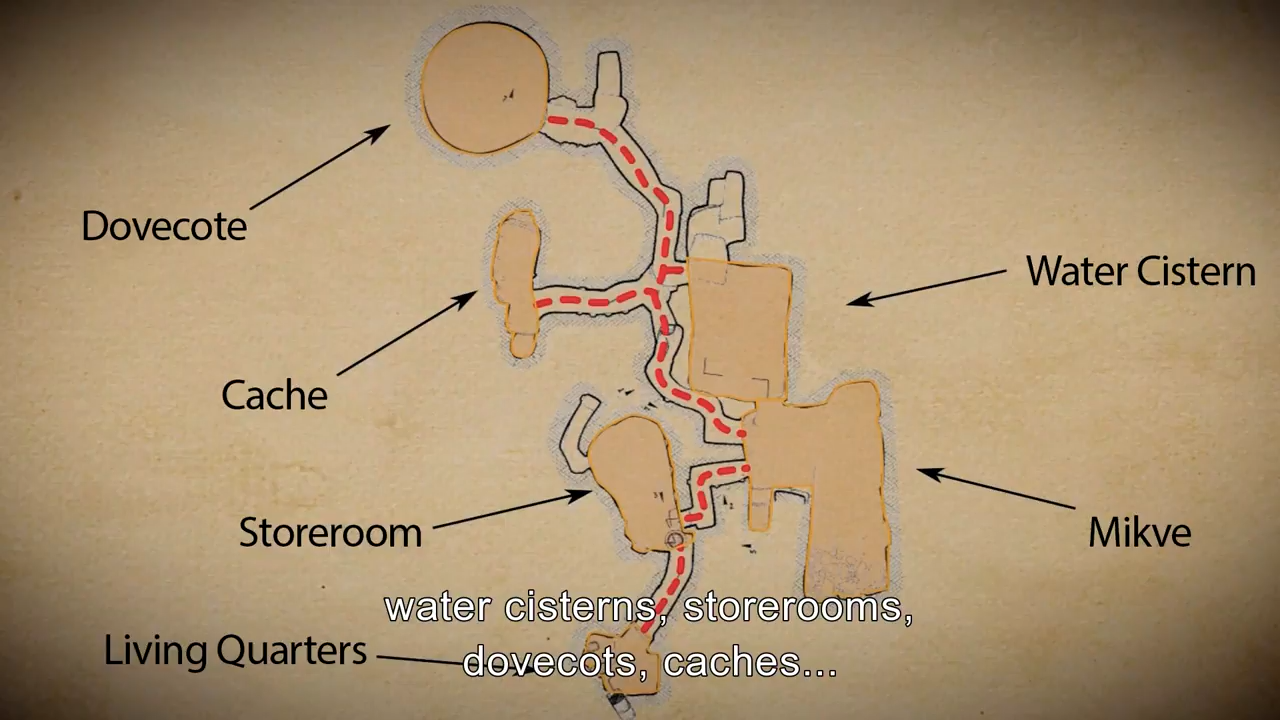 Dovecote
Water Cistern
Cache
Storeroom
Mikve
Living Quarters
water cisterns, storerooms,
dovecots, caches...